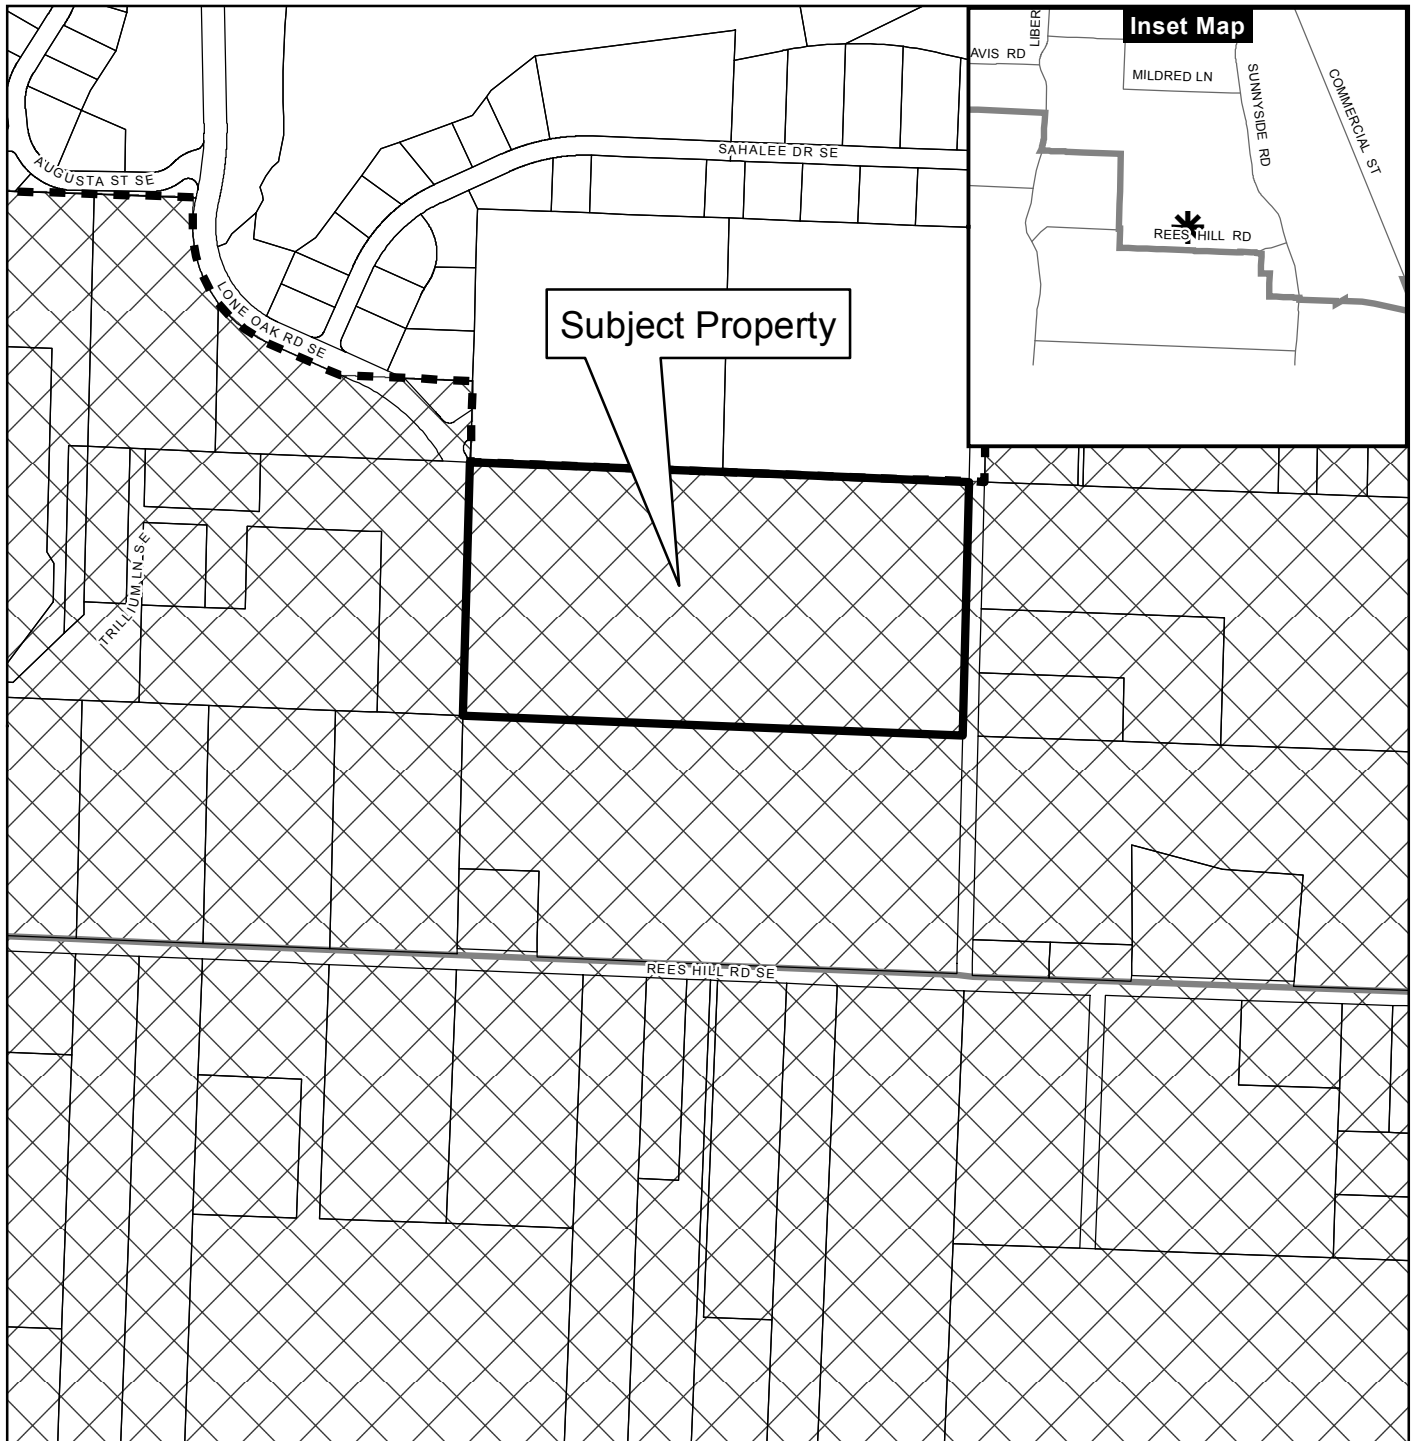 Inset Map
LIBER
AVIS RD
MILDRED LN
SUNNYSIDE RD
COMMERCIAL ST
REES HILL RD
AUGUSTA ST SE
SAHALEE DR SE
LONE OAK RD SE
Subject Property
TRILLIUM LN SE
REES HILL RD SE